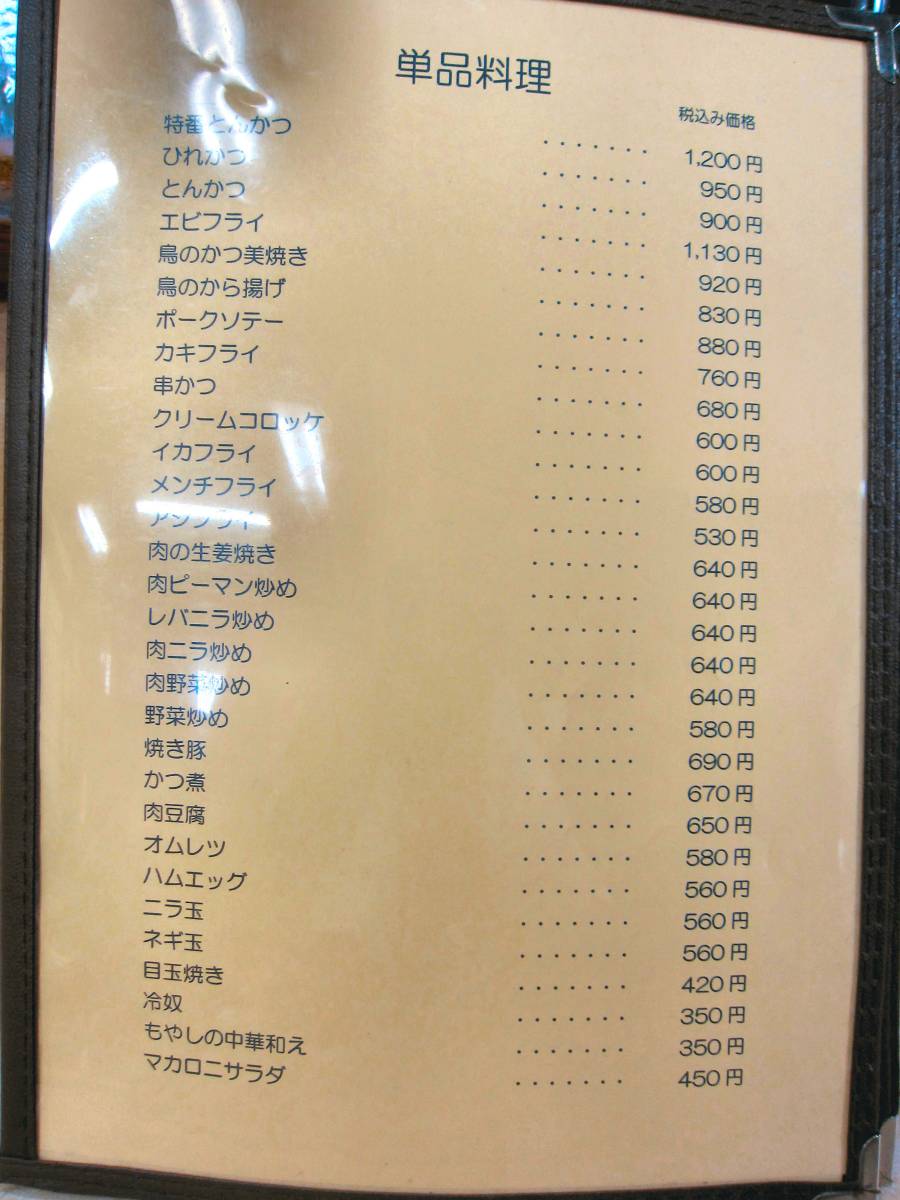 単品料理
税込み価格
特番とんかつ ・・・・・・・ 1,200円
ひれかつ ・・・・・・・ 950円
とんかつ ・・・・・・・ 900円
エビフライ ・・・・・・・ 1,130円
鳥のかつ美焼き ・・・・・・・ 920円
鳥のから揚げ ・・・・・・・ 830円
ポークソテー ・・・・・・・ 880円
カキフライ ・・・・・・・ 760円
串かつ ・・・・・・・ 680円
クリームコロッケ ・・・・・・・ 600円
イカフライ ・・・・・・・ 600円
メンチフライ ・・・・・・・ 580円
アジフライ ・・・・・・・ 530円
肉の生姜焼き ・・・・・・・ 640円
肉ピーマン炒め ・・・・・・・ 640円
レバニラ炒め ・・・・・・・ 640円
肉ニラ炒め ・・・・・・・ 640円
肉野菜炒め ・・・・・・・ 640円
野菜炒め ・・・・・・・ 580円
焼き豚 ・・・・・・・ 690円
かつ煮 ・・・・・・・ 670円
肉豆腐 ・・・・・・・ 650円
オムレツ ・・・・・・・ 580円
ハムエッグ ・・・・・・・ 560円
ニラ玉 ・・・・・・・ 560円
ネギ玉 ・・・・・・・ 560円
目玉焼き ・・・・・・・ 420円
冷奴 ・・・・・・・ 350円
もやしの中華和え ・・・・・・・ 350円
マカロニサラダ ・・・・・・・ 450円